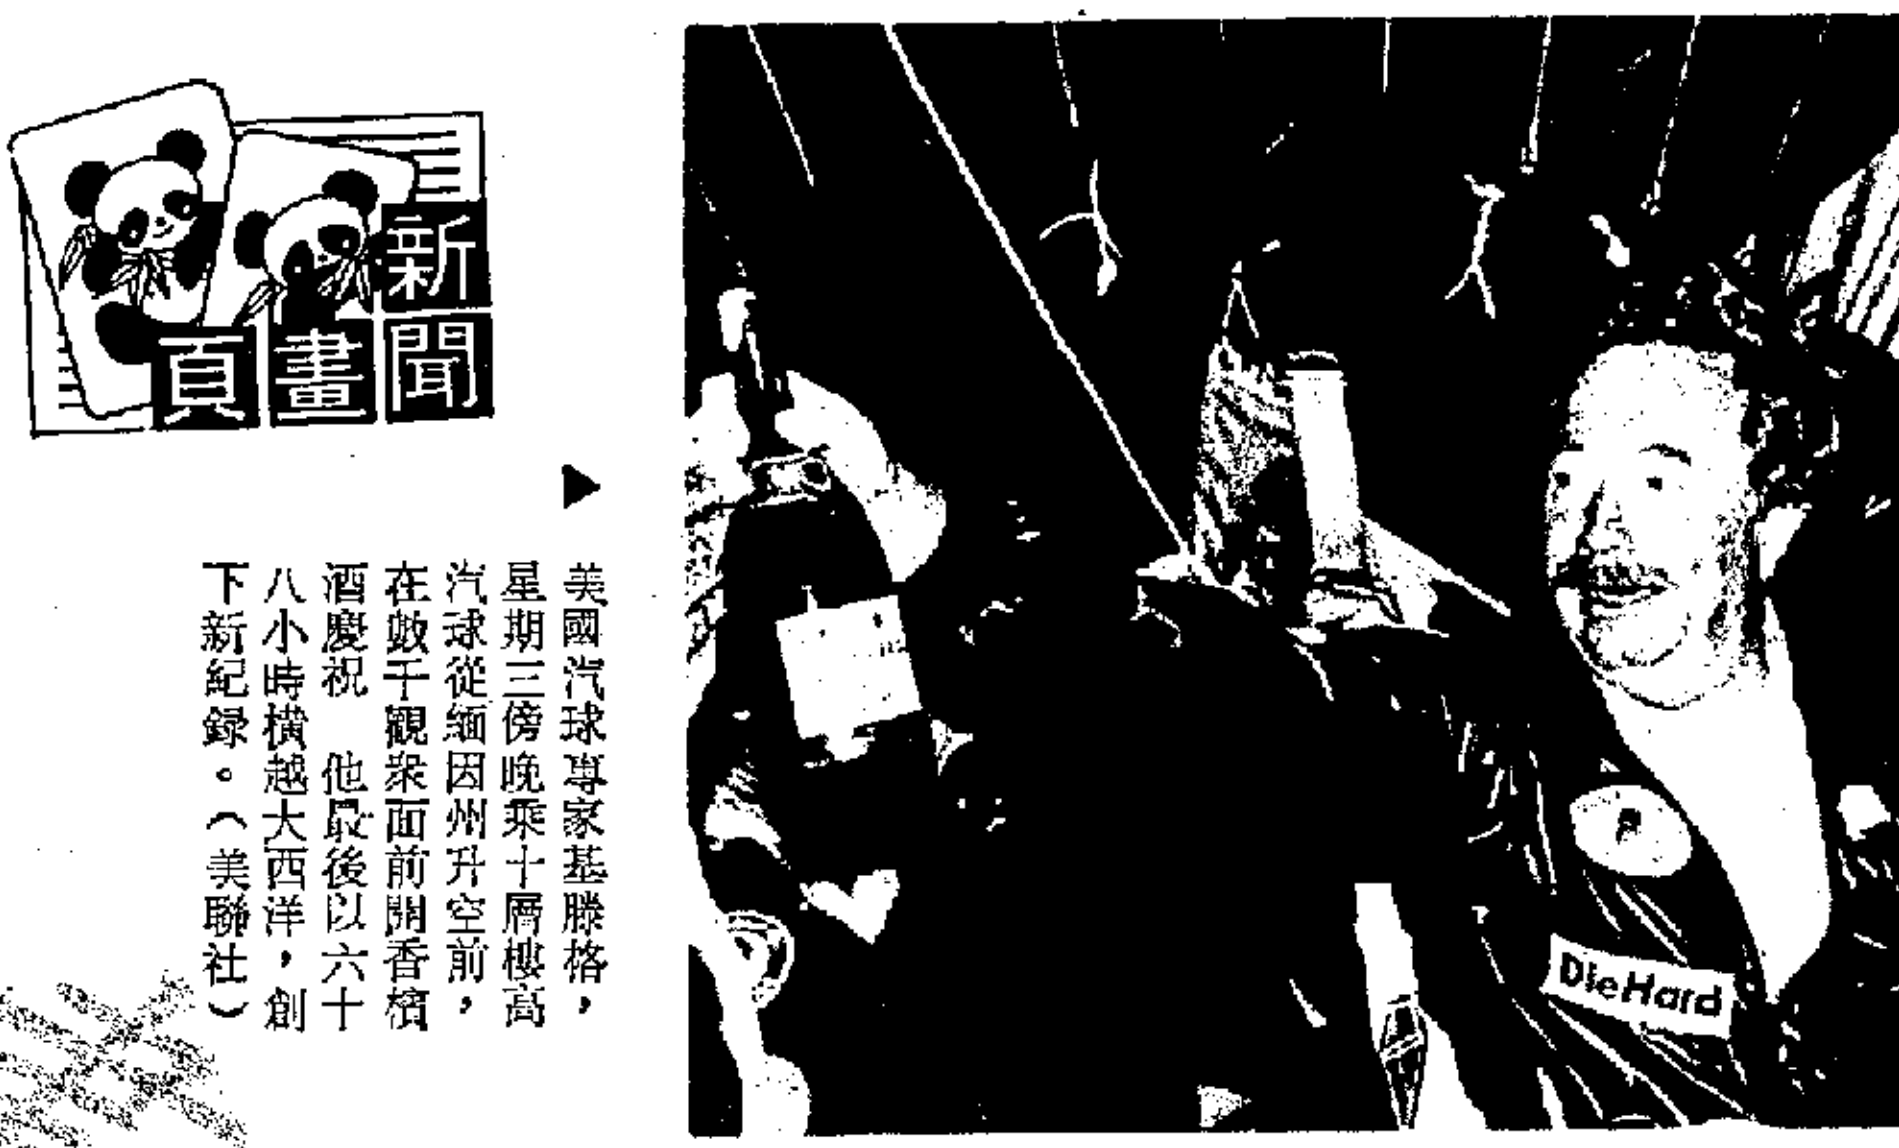 新聞
畫頁
美國汽球專家基滕格，
星期三傍晚乘十層樓高
汽球從緬因州升空前，
在數千觀衆面前開香檳
酒慶祝　他最後以六十
八小時橫越大西洋，創
下新紀録。（美聯社）
DieHard